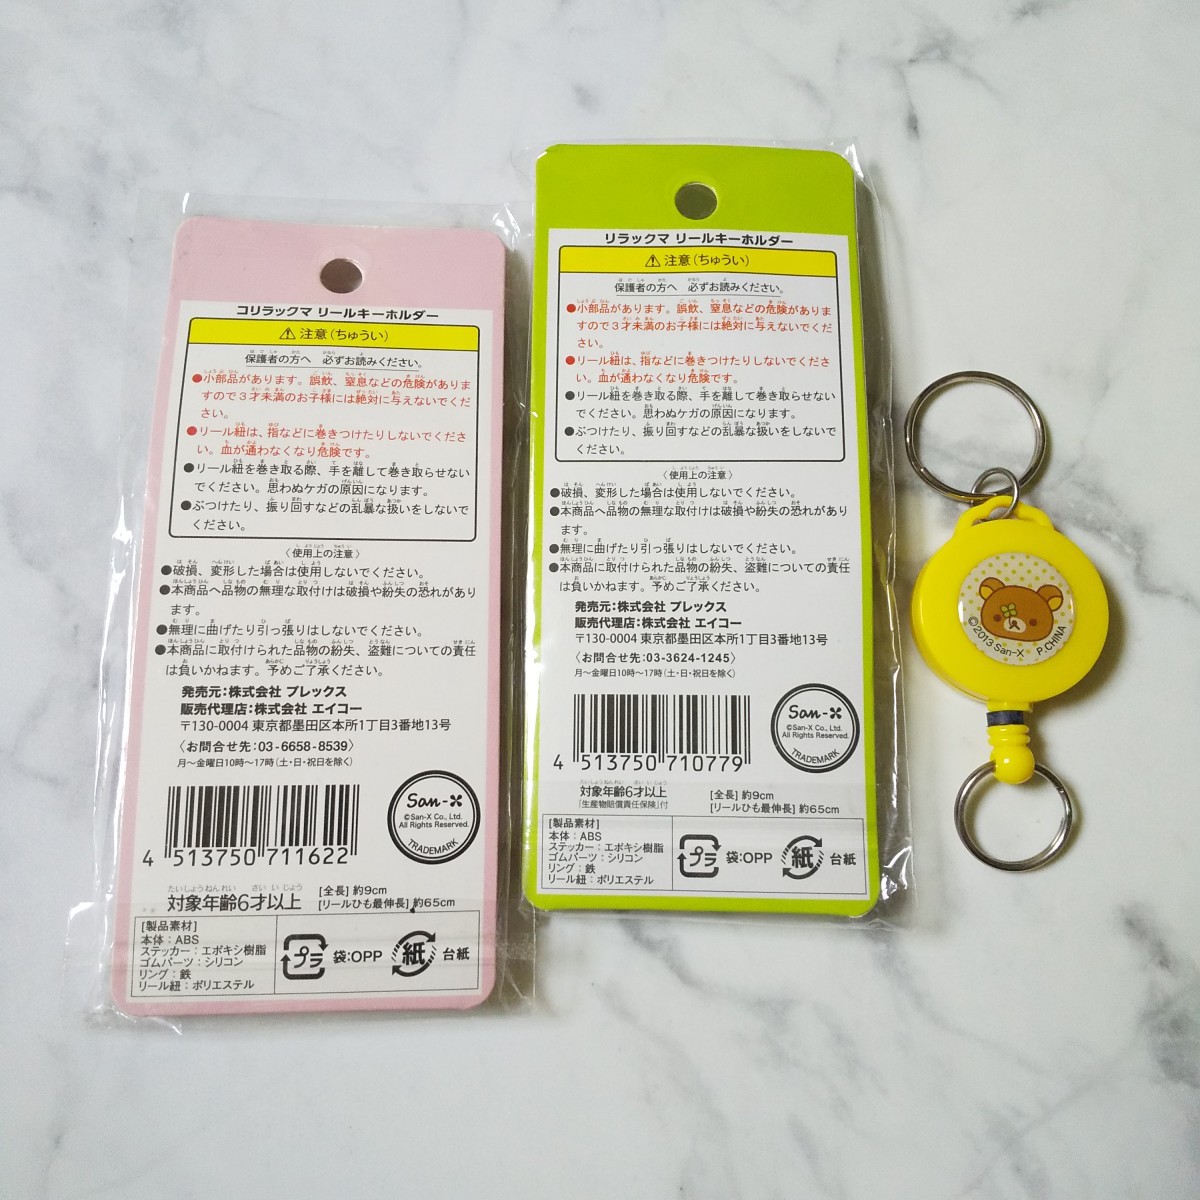 コリラックマ リールキーホルダー
⚠注意(ちゅうい)
保護者の方へ 必ずお読みください。
●小部品があります。誤飲、窒息などの危険がありま
すので3才未満のお子様には絶対に与えないでくだ
さい。
●リール紐は、指などに巻きつけたりしないでくださ
い。血が通わなくなり危険です。
●リール紐を巻き取る際、手を離して巻き取らせない
でください。思わぬケガの原因になります。
●ぶつけたり、振り回すなどの乱暴な扱いをしないで
ください。
〈使用上の注意〉
●破損、変形した場合は使用しないでください。
●本商品へ品物の無理な取付けは破損や紛失の恐れがあり
ます。
●無理に曲げたり引っ張りはしないでください。
●本商品に取付けられた品物の紛失、盗難についての責任
は負いかねます。予めご了承ください。
発売元:株式会社 プレックス
販売代理店:株式会社 エイコー
〒130-0004 東京都墨田区本所1丁目3番地13号
〈お問合せ先:03-6658-8539〉
月〜金曜日10時〜17時(土・日・祝日を除く)
4 513750 711622
San-X
©San-X Co., Ltd.
All Rights Reserved.
TRADEMARK
たいしょうねんれい さい いじょう
対象年齢6才以上
[全長] 約9cm
[リールひも最伸長] 約65cm
[製品素材]
本体:ABS
ステッカー:エポキシ樹脂
ゴムパーツ:シリコン
リング:鉄
リール紐:ポリエステル
プラ 袋:OPP 紙 台紙
リラックマ リールキーホルダー
⚠注意(ちゅうい)
保護者の方へ 必ずお読みください。
●小部品があります。誤飲、窒息などの危険がありま
すので3才未満のお子様には絶対に与えないでくだ
さい。
●リール紐は、指などに巻きつけたりしないでくださ
い。血が通わなくなり危険です。
●リール紐を巻き取る際、手を離して巻き取らせない
でください。思わぬケガの原因になります。
●ぶつけたり、振り回すなどの乱暴な扱いをしないで
ください。
〈使用上の注意〉
●破損、変形した場合は使用しないでください。
●本商品へ品物の無理な取付けは破損や紛失の恐れがあり
ます。
●無理に曲げたり引っ張りはしないでください。
●本商品に取付けられた品物の紛失、盗難についての責任
は負いかねます。予めご了承ください。
発売元:株式会社 プレックス
販売代理店:株式会社 エイコー
〒130-0004 東京都墨田区本所1丁目3番地13号
〈お問合せ先:03-3624-1245〉
月〜金曜日10時〜17時(土・日・祝日を除く)
4 513750 710779
San-X
©San-X Co., Ltd.
All Rights Reserved.
TRADEMARK
たいしょうねんれい さい いじょう
対象年齢6才以上
「生産物賠償責任保険」付
[全長] 約9cm
[リールひも最伸長] 約65cm
[製品素材]
本体:ABS
ステッカー:エポキシ樹脂
ゴムパーツ:シリコン
リング:鉄
リール紐:ポリエステル
プラ 袋:OPP 紙 台紙
©2013 San-X P.CHINA